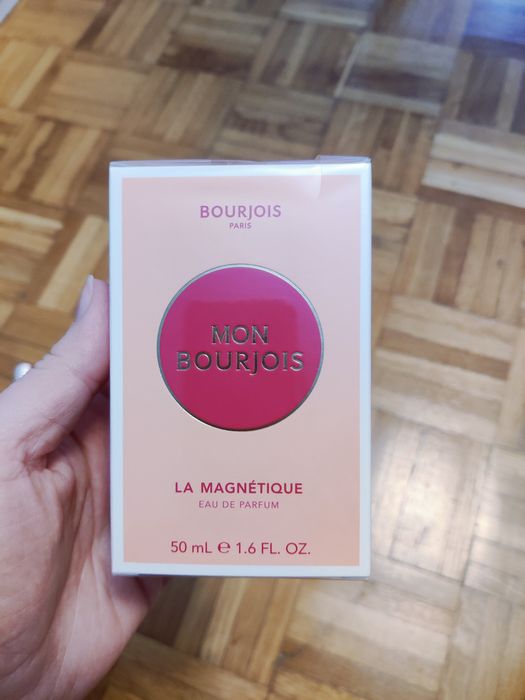 BOURJOIS
PARIS
MON
BOURJOIS
LA MAGNÉTIQUE
EAU DE PARFUM
50 mL ℮ 1.6 FL. OZ.